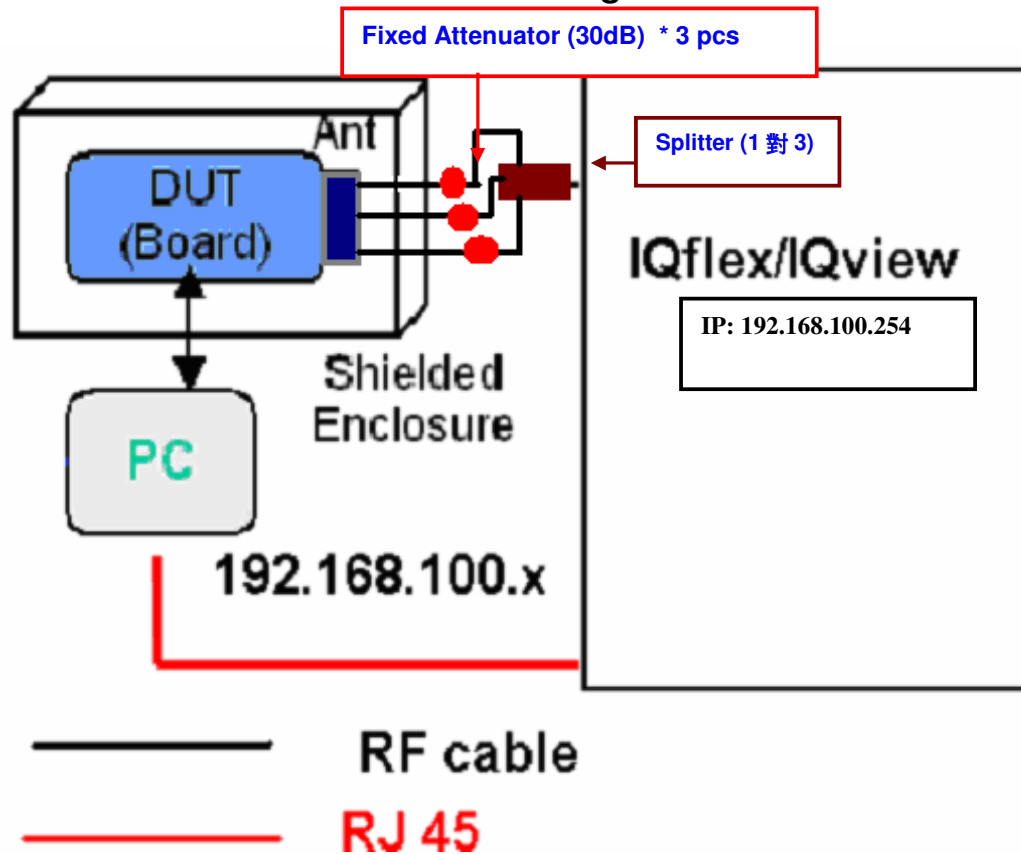 Fixed Attenuator (30dB) * 3 pcs
Ant
Splitter (1 對 3)
DUT
(Board)
IQflex/IQview
IP: 192.168.100.254
Shielded
Enclosure
PC
192.168.100.x
RF cable
RJ 45